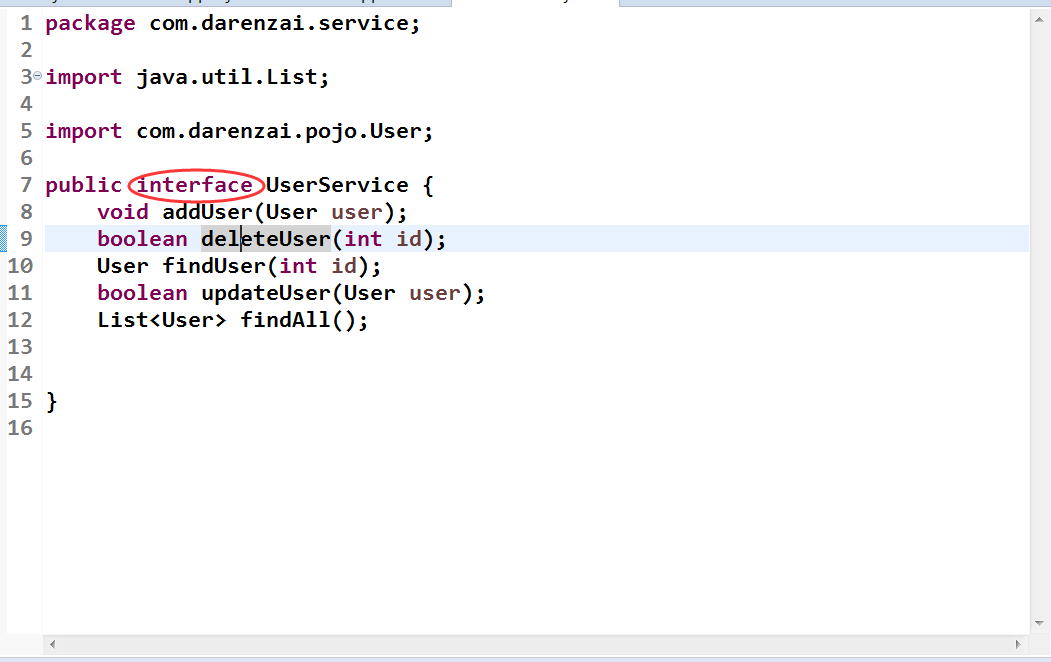 1 package com.darenzai.service;
2
3 import java.util.List;
4
5 import com.darenzai.pojo.User;
6
7 public interface UserService {
8 void addUser(User user);
9 boolean deleteUser(int id);
10 User findUser(int id);
11 boolean updateUser(User user);
12 List<User> findAll();
13
14
15 }
16